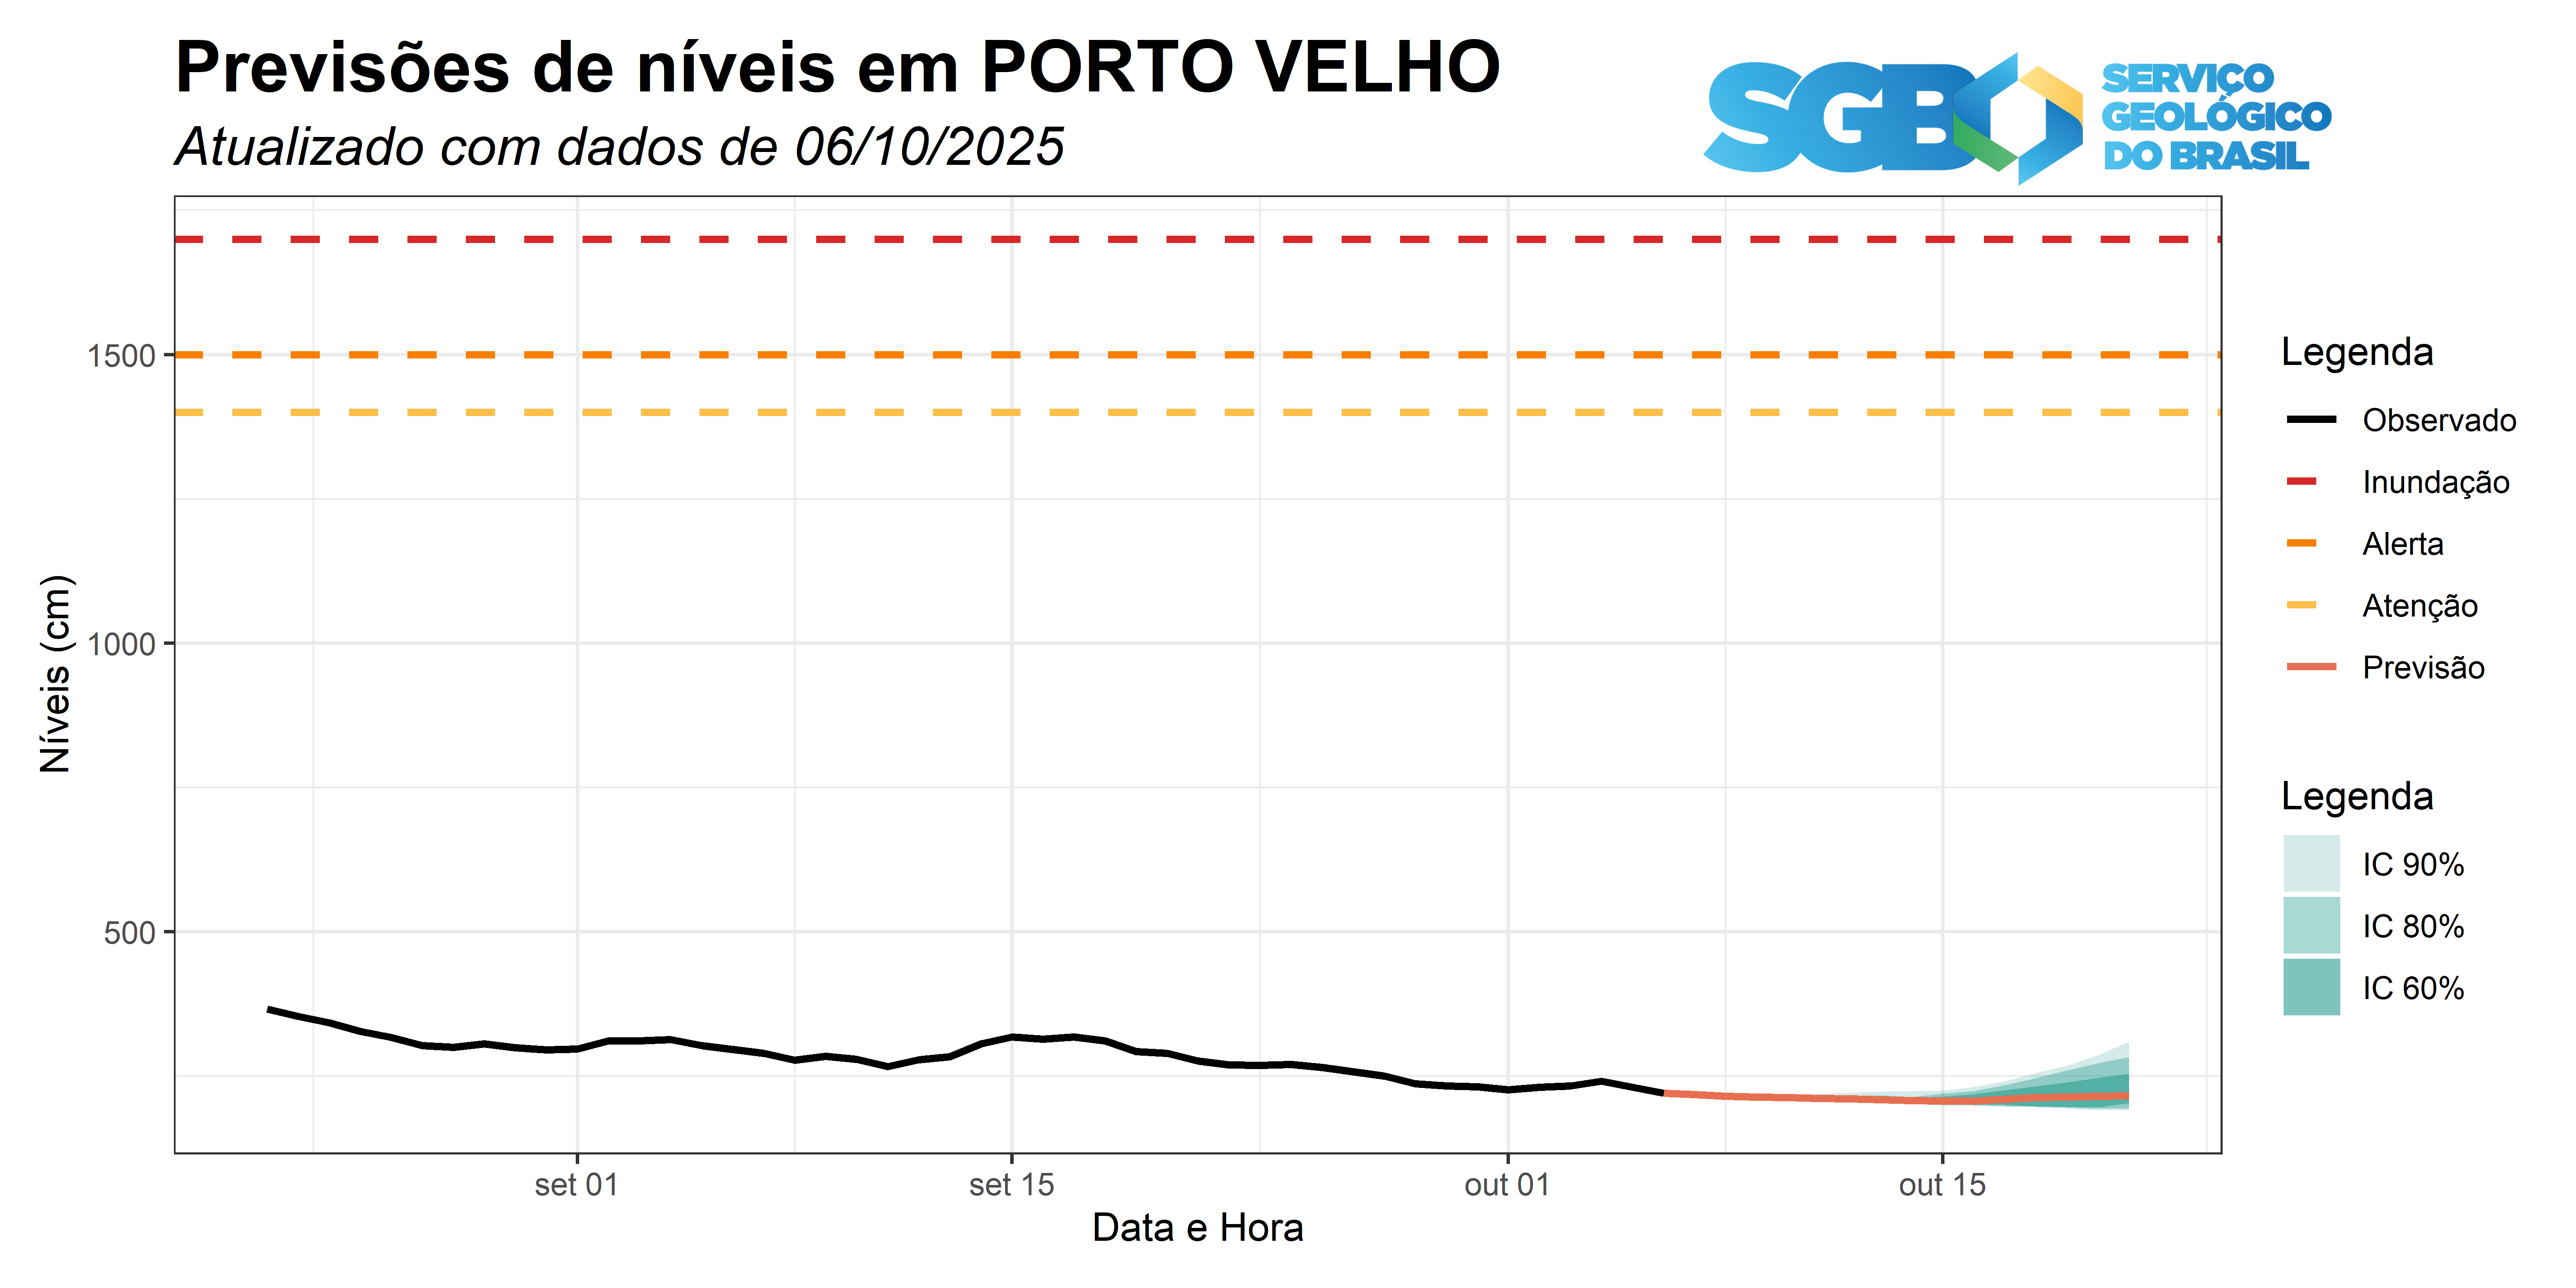 Previsões de níveis em PORTO VELHO
Atualizado com dados de 06/10/2025
SGB
SERVIÇO
GEOLÓGICO
DO BRASIL
Níveis (cm)
1500
1000
500
set 01
set 15
out 01
out 15
Data e Hora
Legenda
Observado
Inundação
Alerta
Atenção
Previsão
Legenda
IC 90%
IC 80%
IC 60%